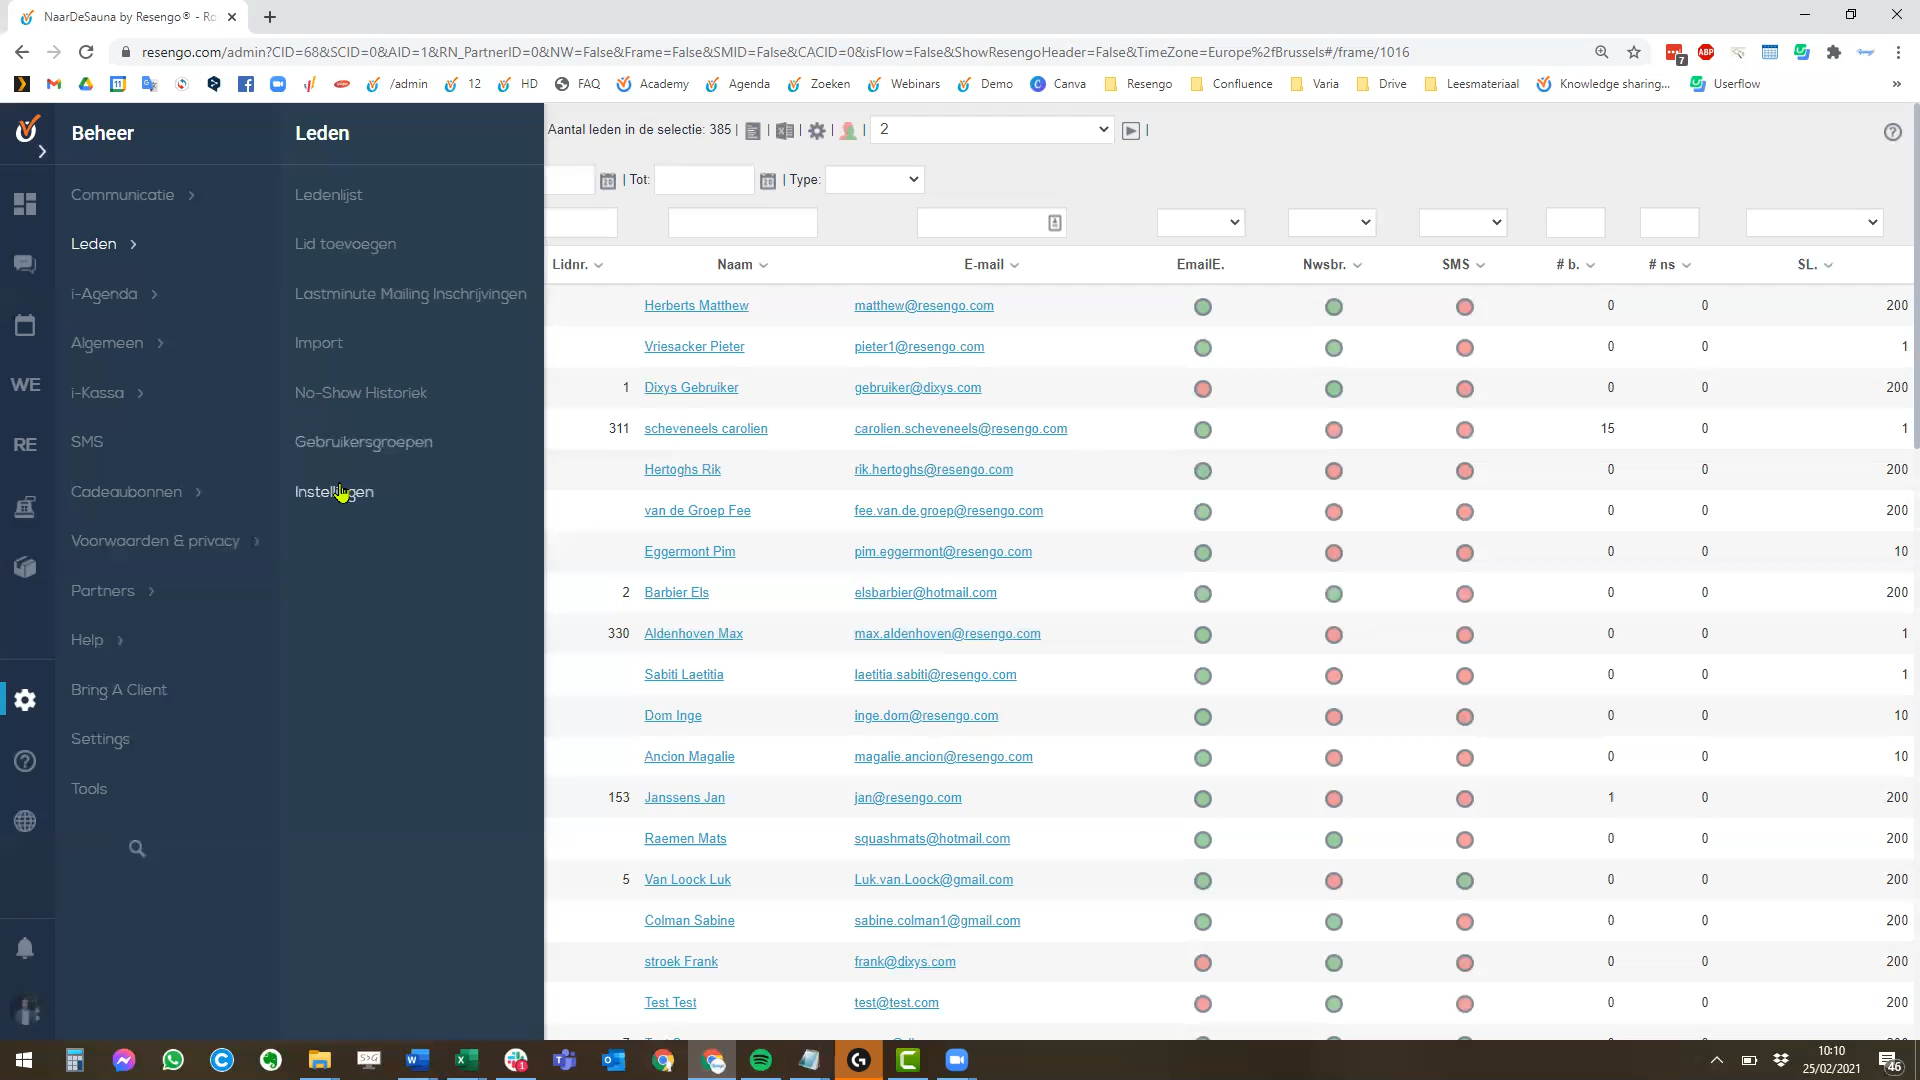 NaarDeSauna by Resengo® - Ro
resengo.com/admin?CID=68&SCID=0&AID=1&RN_PartnerID=0&NW=False&Frame=False&SMID=False&CACID=0&isFlow=False&ShowResengoHeader=False&TimeZone=Europe%2fBrussels#/frame/1016
7
ABP
/admin
12
HD
FAQ
Academy
Agenda
Zoeken
Webinars
Demo
Canva
Resengo
Confluence
Varia
Drive
Leesmateriaal
Knowledge sharing...
Userflow
»
Beheer
Leden
Aantal leden in de selectie: 385 |
2
Communicatie
Ledenlijst
| Tot:
| Type:
Leden
Lid toevoegen
i-Agenda
Lastminute Mailing Inschrijvingen
Algemeen
Import
i-Kassa
No-Show Historiek
SMS
Gebruikersgroepen
Cadeaubonnen
Instellingen
Voorwaarden & privacy
Partners
Help
Bring A Client
Settings
Tools
WE
RE
Lidnr. Naam E-mail EmailE. Nwsbr. SMS # b. # ns SL.
Herberts Matthew matthew@resengo.com 0 0 200
Vriesacker Pieter pieter1@resengo.com 0 0 1
1 Dixys Gebruiker gebruiker@dixys.com 0 0 200
311 scheveneels carolien carolien.scheveneels@resengo.com 15 0 1
Hertoghs Rik rik.hertoghs@resengo.com 0 0 200
van de Groep Fee fee.van.de.groep@resengo.com 0 0 200
Eggermont Pim pim.eggermont@resengo.com 0 0 10
2 Barbier Els elsbarbier@hotmail.com 0 0 200
330 Aldenhoven Max max.aldenhoven@resengo.com 0 0 1
Sabiti Laetitia laetitia.sabiti@resengo.com 0 0 1
Dom Inge inge.dom@resengo.com 0 0 10
Ancion Magalie magalie.ancion@resengo.com 0 0 10
153 Janssens Jan jan@resengo.com 1 0 200
Raemen Mats squashmats@hotmail.com 0 0 200
5 Van Loock Luk Luk.van.Loock@gmail.com 0 0 200
Colman Sabine sabine.colman1@gmail.com 0 0 200
stroek Frank frank@dixys.com 0 0 200
Test Test test@test.com 0 0 200
10:10
25/02/2021
46